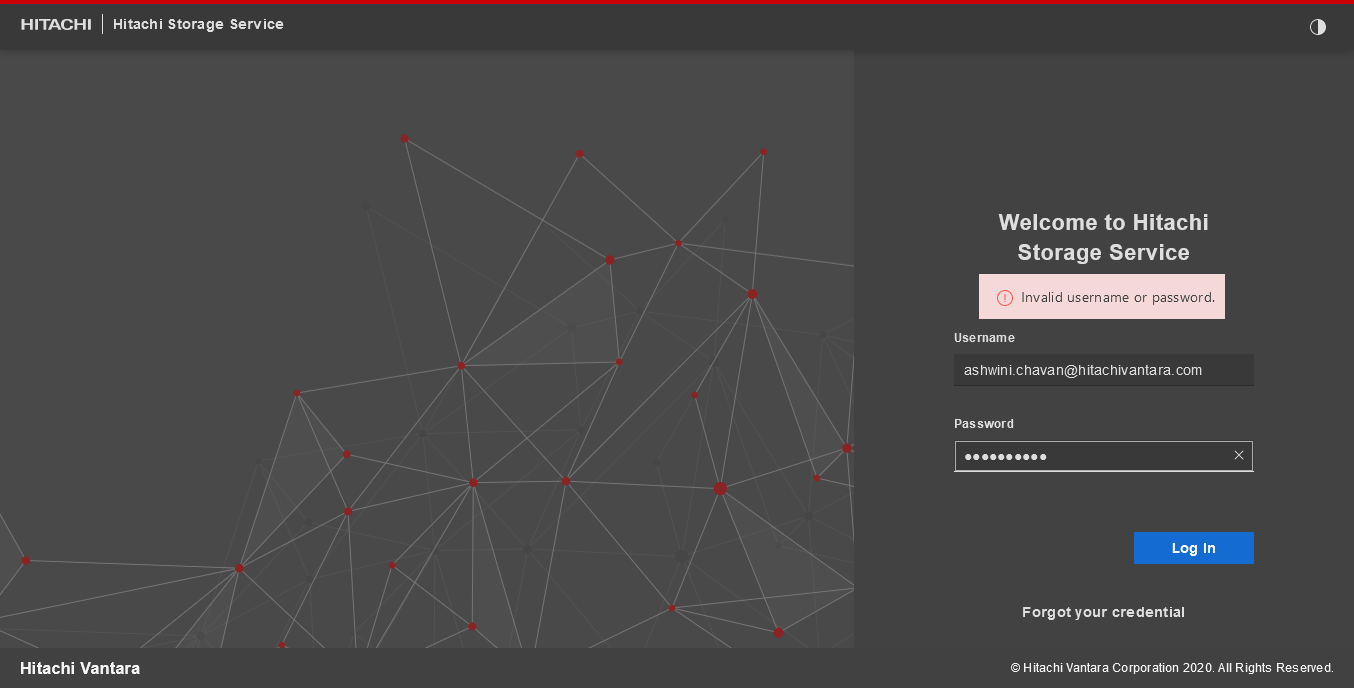 HITACHI Hitachi Storage Service
Welcome to Hitachi
Storage Service
Invalid username or password.
Username
ashwini.chavan@hitachivantara.com
Password
●●●●●●●●●●
Log In
Forgot your credential
Hitachi Vantara
© Hitachi Vantara Corporation 2020. All Rights Reserved.